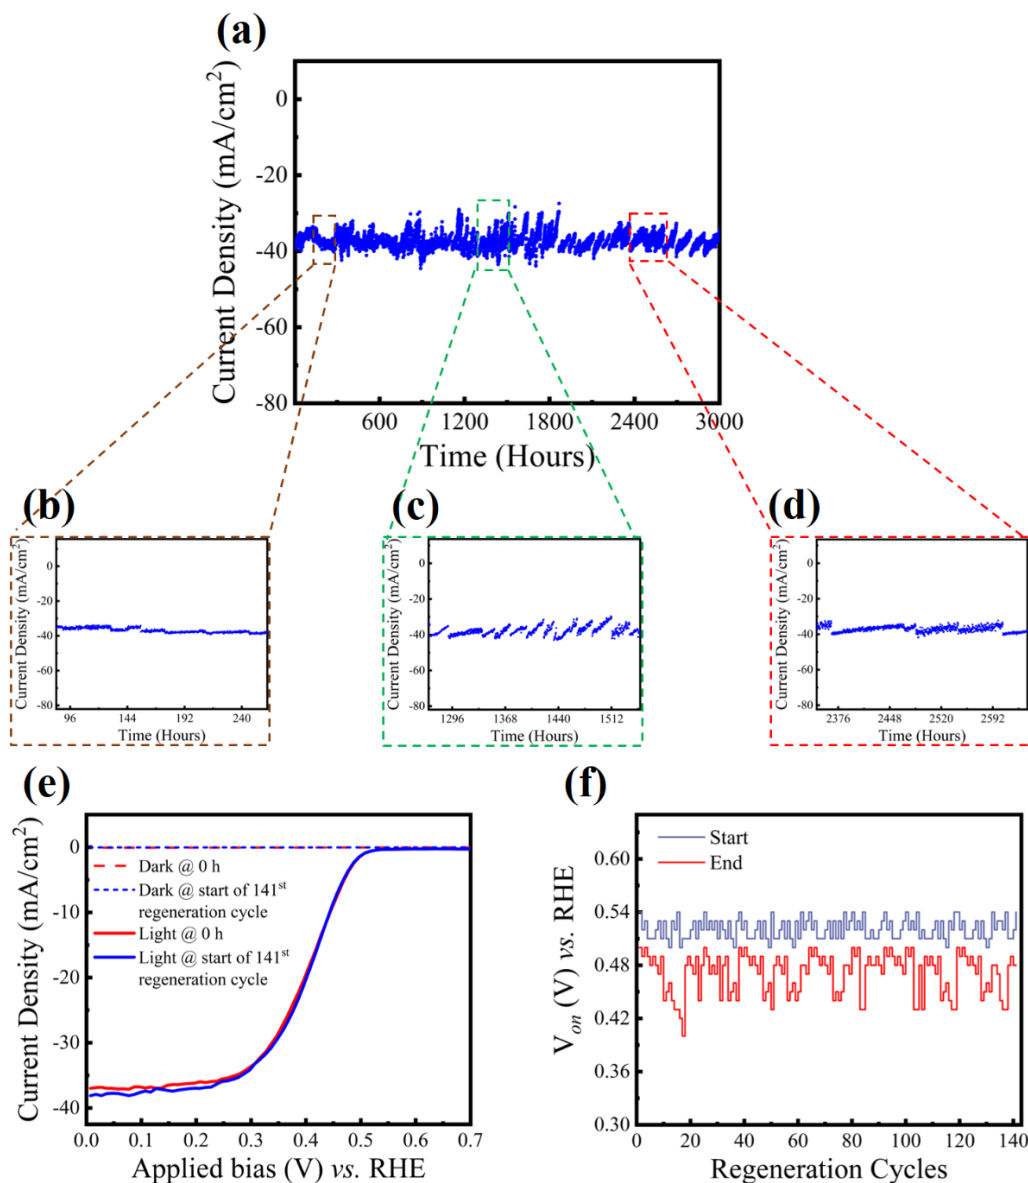 (a)
Current Density (mA/cm²)
0
-20
-40
-60
-80
600 1200 1800 2400 3000
Time (Hours)
(b)
Current Density (mA/cm²)
0
-20
-40
-60
-80
96 144 192 240
Time (Hours)
(c)
Current Density (mA/cm²)
0
-20
-40
-60
-80
1296 1368 1440 1512
Time (Hours)
(d)
Current Density (mA/cm²)
0
-20
-40
-60
-80
2376 2448 2520 2592
Time (Hours)
(e)
Current Density (mA/cm²)
0
-10
-20
-30
-40
Dark @ 0 h
Dark @ start of 141st
regeneration cycle
Light @ 0 h
Light @ start of 141st
regeneration cycle
0.0 0.1 0.2 0.3 0.4 0.5 0.6 0.7
Applied bias (V) vs. RHE
(f)
Von (V) vs. RHE
0.60
0.54
0.48
0.42
0.36
0.30
Start
End
0 20 40 60 80 100 120 140
Regeneration Cycles